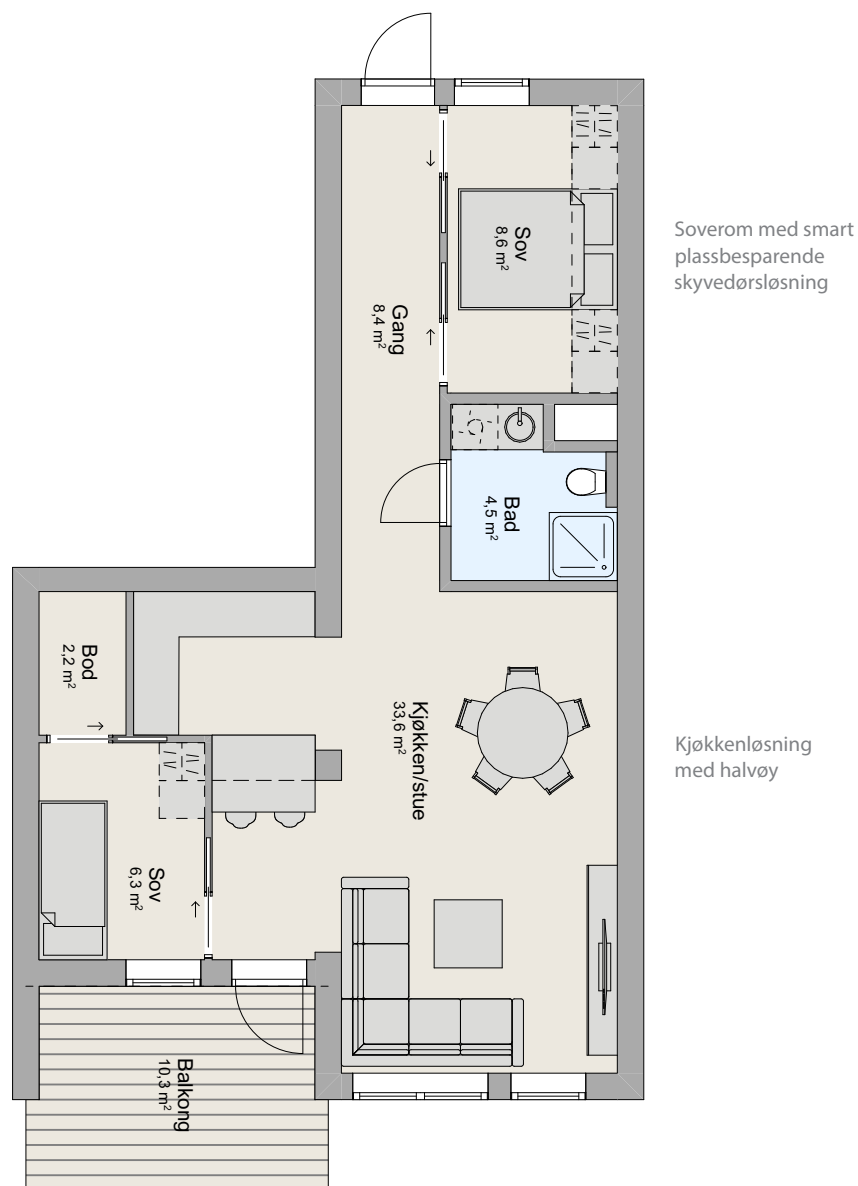 Sov
8,6 m²
Soverom med smart
plassbesparende
skyvedørsløsning
Gang
8,4 m²
Bad
4,5 m²
Bod
2,2 m²
Kjøkken/stue
33,6 m²
Kjøkkenløsning
med halvøy
Sov
6,3 m²
Balkong
10,3 m²